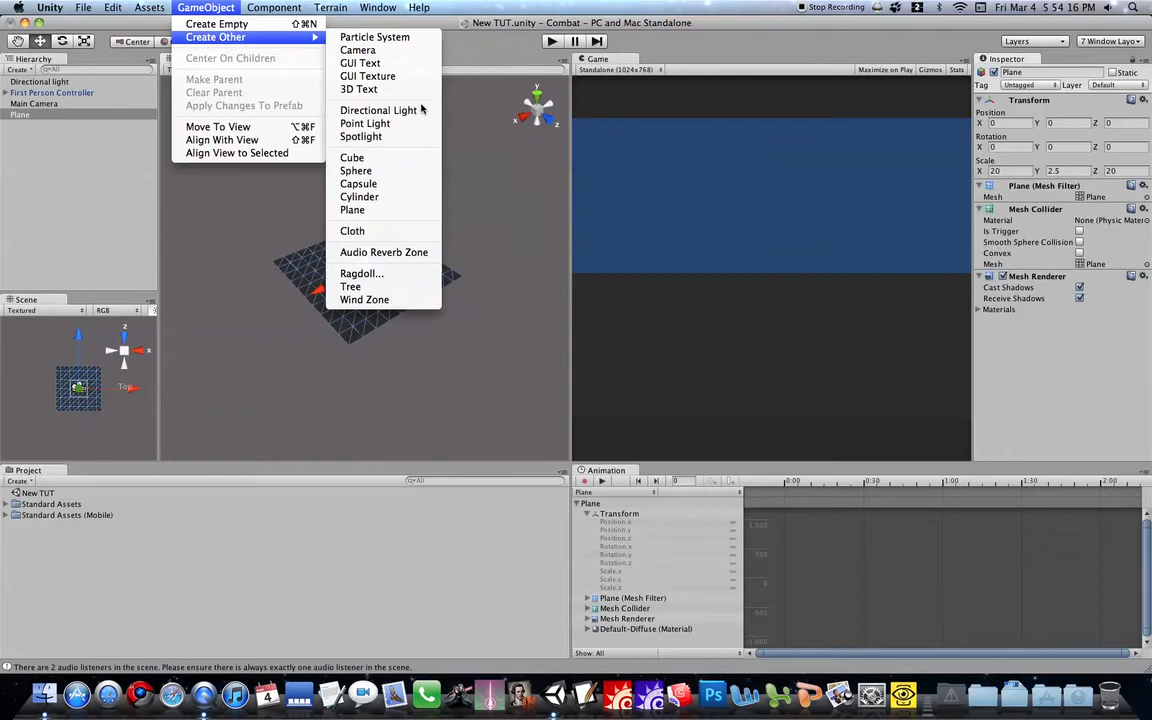 Unity File Edit Assets GameObject Component Terrain Window Help Stop Recording 2 Fri Mar 4 5:54:16 PM
New TUT.unity - Combat - PC and Mac Standalone
Center
Layers 7 Window Layo...
Create Empty ⇧⌘N
Create Other
Center On Children
Make Parent
Clear Parent
Apply Changes To Prefab
Move To View ⌥⌘F
Align With View ⇧⌘F
Align View to Selected
Particle System
Camera
GUI Text
GUI Texture
3D Text
Directional Light
Point Light
Spotlight
Cube
Sphere
Capsule
Cylinder
Plane
Cloth
Audio Reverb Zone
Ragdoll...
Tree
Wind Zone
Hierarchy
Create All
Directional light
First Person Controller
Main Camera
Plane
y
x z
Scene
Textured RGB
z
x
Top
Game
Standalone (1024x768) Maximize on Play Gizmos Stats
Inspector
Plane Static
Tag Untagged Layer Default
Transform
Position
X 0 Y 0 Z 0
Rotation
X 0 Y 0 Z 0
Scale
X 20 Y 2.5 Z 20
Plane (Mesh Filter)
Mesh Plane
Mesh Collider
Material None (Physic Mater
Is Trigger
Smooth Sphere Collision
Convex
Mesh Plane
Mesh Renderer
Cast Shadows
Receive Shadows
Materials
Project
Create All
New TUT
Standard Assets
Standard Assets (Mobile)
Animation
0 0:00 0:30 1:00 1:30 2:00
Plane
Plane
Transform
Position.x
Position.y
Position.z
Rotation.x
Rotation.y
Rotation.z
Scale.x
Scale.y
Scale.z
Plane (Mesh Filter)
Mesh Collider
Mesh Renderer
Default-Diffuse (Material)
Show: All
There are 2 audio listeners in the scene. Please ensure there is always exactly one audio listener in the scene.
4
Ps